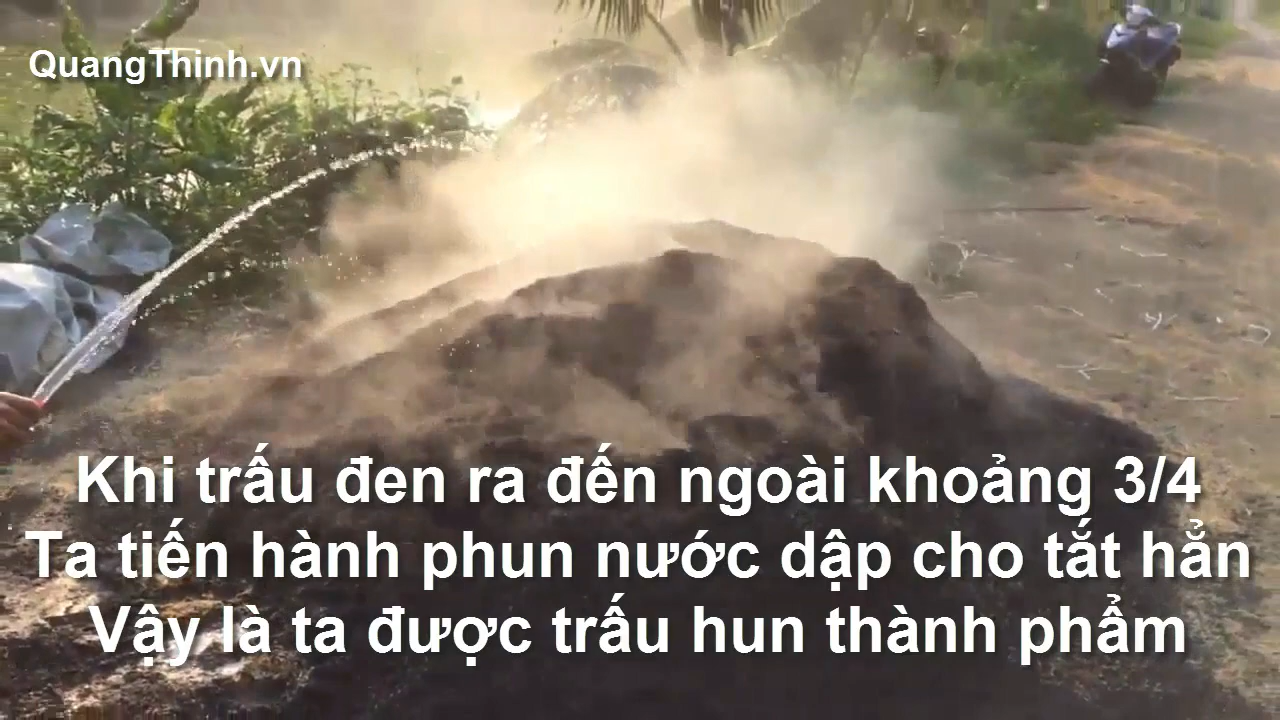 QuangThinh.vn
Khi trấu đen ra đến ngoài khoảng 3/4
Ta tiến hành phun nước dập cho tắt hẳn
Vậy là ta được trấu hun thành phẩm